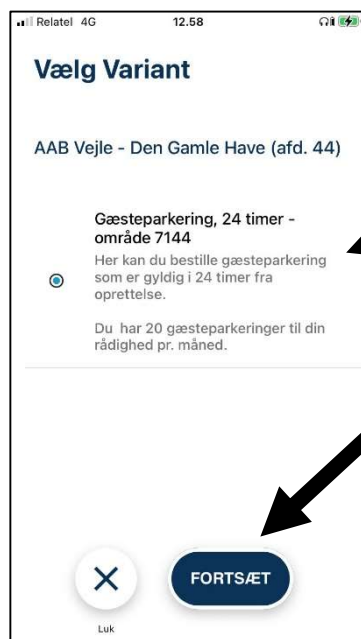 Relatel 4G 12.58
Vælg Variant
AAB Vejle - Den Gamle Have (afd. 44)
Gæsteparkering, 24 timer -
område 7144
Her kan du bestille gæsteparkering
som er gyldig i 24 timer fra
oprettelse.
Du har 20 gæsteparkeringer til din
rådighed pr. måned.
FORTSÆT
Luk